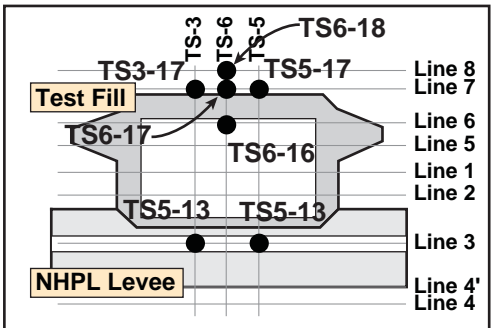 TS-3
TS-6
TS-5
TS6-18
TS3-17
TS5-17
Line 8
Line 7
Test Fill
TS6-17
Line 6
TS6-16
Line 5
Line 1
Line 2
TS5-13
TS5-13
Line 3
NHPL Levee
Line 4'
Line 4